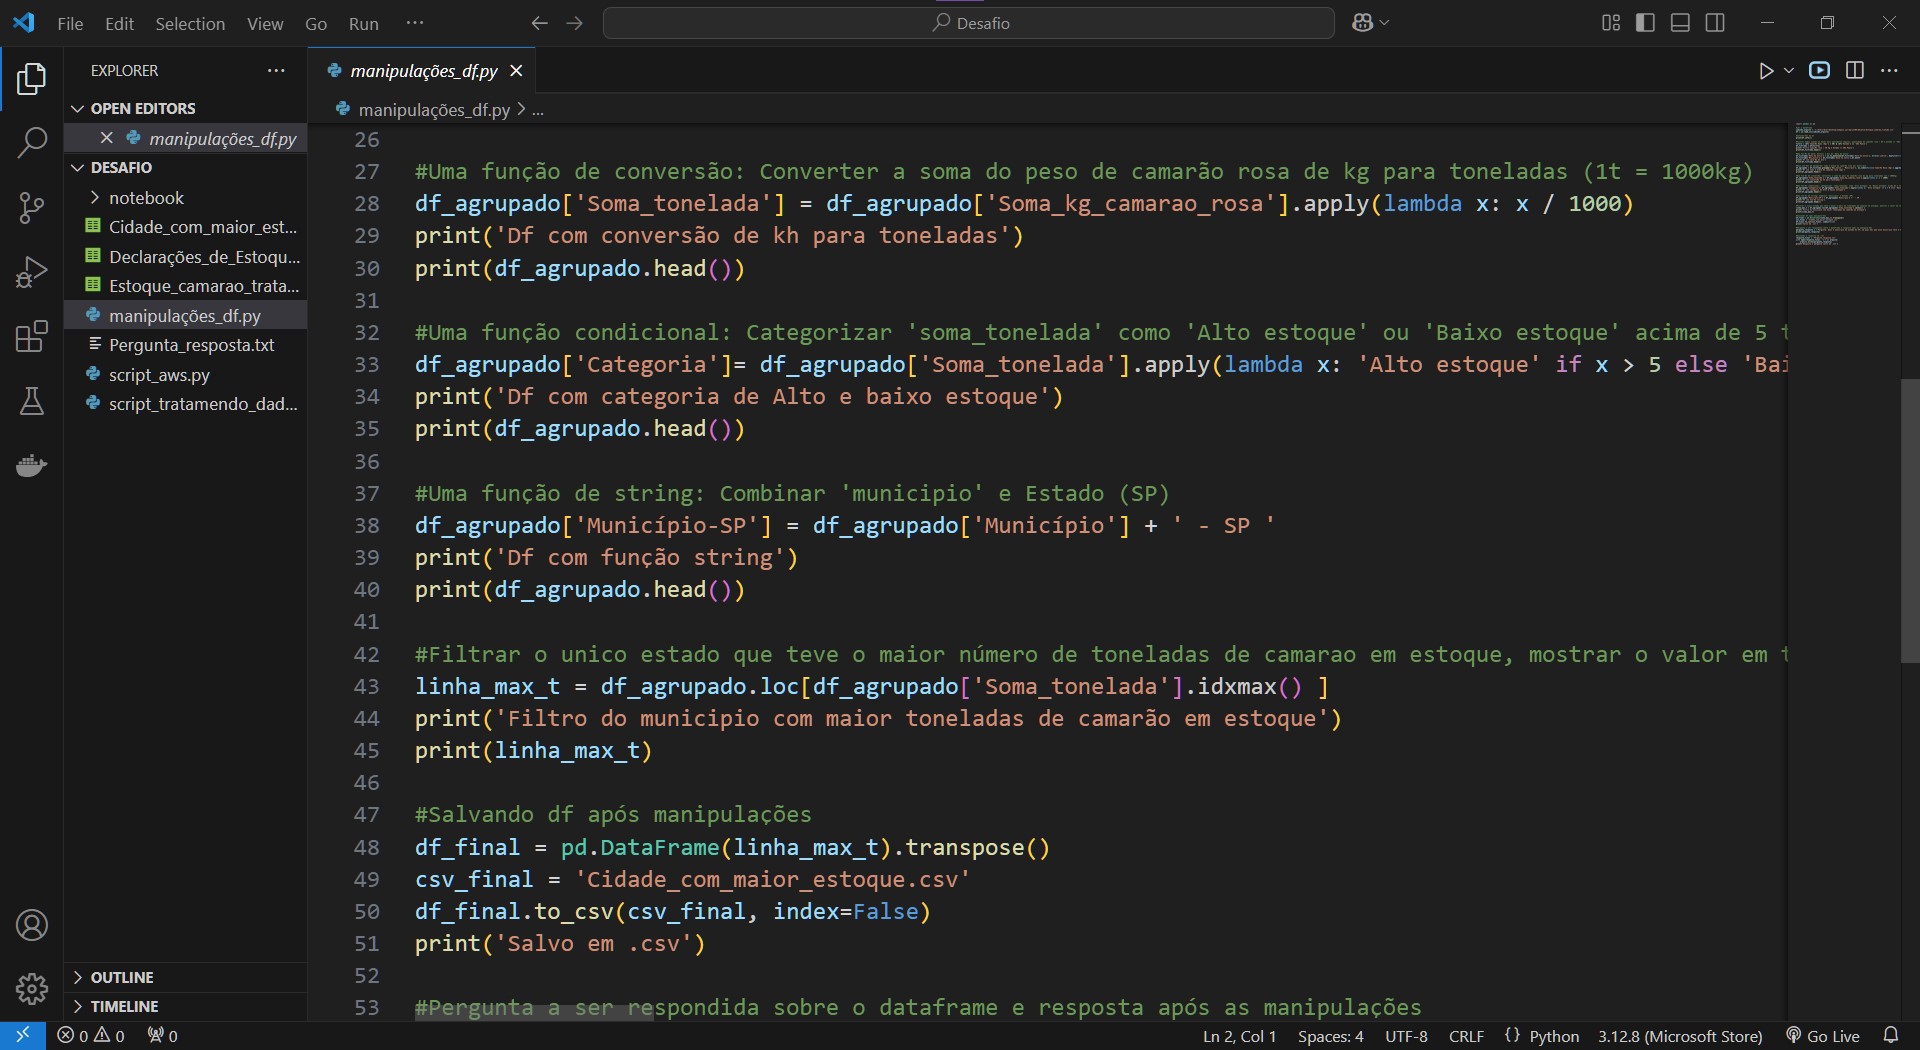 File Edit Selection View Go Run ···
Desafio
EXPLORER
manipulações_df.py
OPEN EDITORS
manipulações_df.py
DESAFIO
notebook
Cidade_com_maior_est...
Declarações_de_Estoqu...
Estoque_camarao_trata...
manipulações_df.py
Pergunta_resposta.txt
script_aws.py
script_tratamendo_dad...
OUTLINE
TIMELINE
manipulações_df.py > ...
26
27 #Uma função de conversão: Converter a soma do peso de camarão rosa de kg para toneladas (1t = 1000kg)
28 df_agrupado['Soma_tonelada'] = df_agrupado['Soma_kg_camarao_rosa'].apply(lambda x: x / 1000)
29 print('Df com conversão de kh para toneladas')
30 print(df_agrupado.head())
31
32 #Uma função condicional: Categorizar 'soma_tonelada' como 'Alto estoque' ou 'Baixo estoque' acima de 5 t
33 df_agrupado['Categoria']= df_agrupado['Soma_tonelada'].apply(lambda x: 'Alto estoque' if x > 5 else 'Bai
34 print('Df com categoria de Alto e baixo estoque')
35 print(df_agrupado.head())
36
37 #Uma função de string: Combinar 'municipio' e Estado (SP)
38 df_agrupado['Município-SP'] = df_agrupado['Município'] + ' - SP '
39 print('Df com função string')
40 print(df_agrupado.head())
41
42 #Filtrar o unico estado que teve o maior número de toneladas de camarao em estoque, mostrar o valor em t
43 linha_max_t = df_agrupado.loc[df_agrupado['Soma_tonelada'].idxmax() ]
44 print('Filtro do municipio com maior toneladas de camarão em estoque')
45 print(linha_max_t)
46
47 #Salvando df após manipulações
48 df_final = pd.DataFrame(linha_max_t).transpose()
49 csv_final = 'Cidade_com_maior_estoque.csv'
50 df_final.to_csv(csv_final, index=False)
51 print('Salvo em .csv')
52
53 #Pergunta a ser respondida sobre o dataframe e resposta após as manipulações
0 0 0 Ln 2, Col 1 Spaces: 4 UTF-8 CRLF {} Python 3.12.8 (Microsoft Store) Go Live